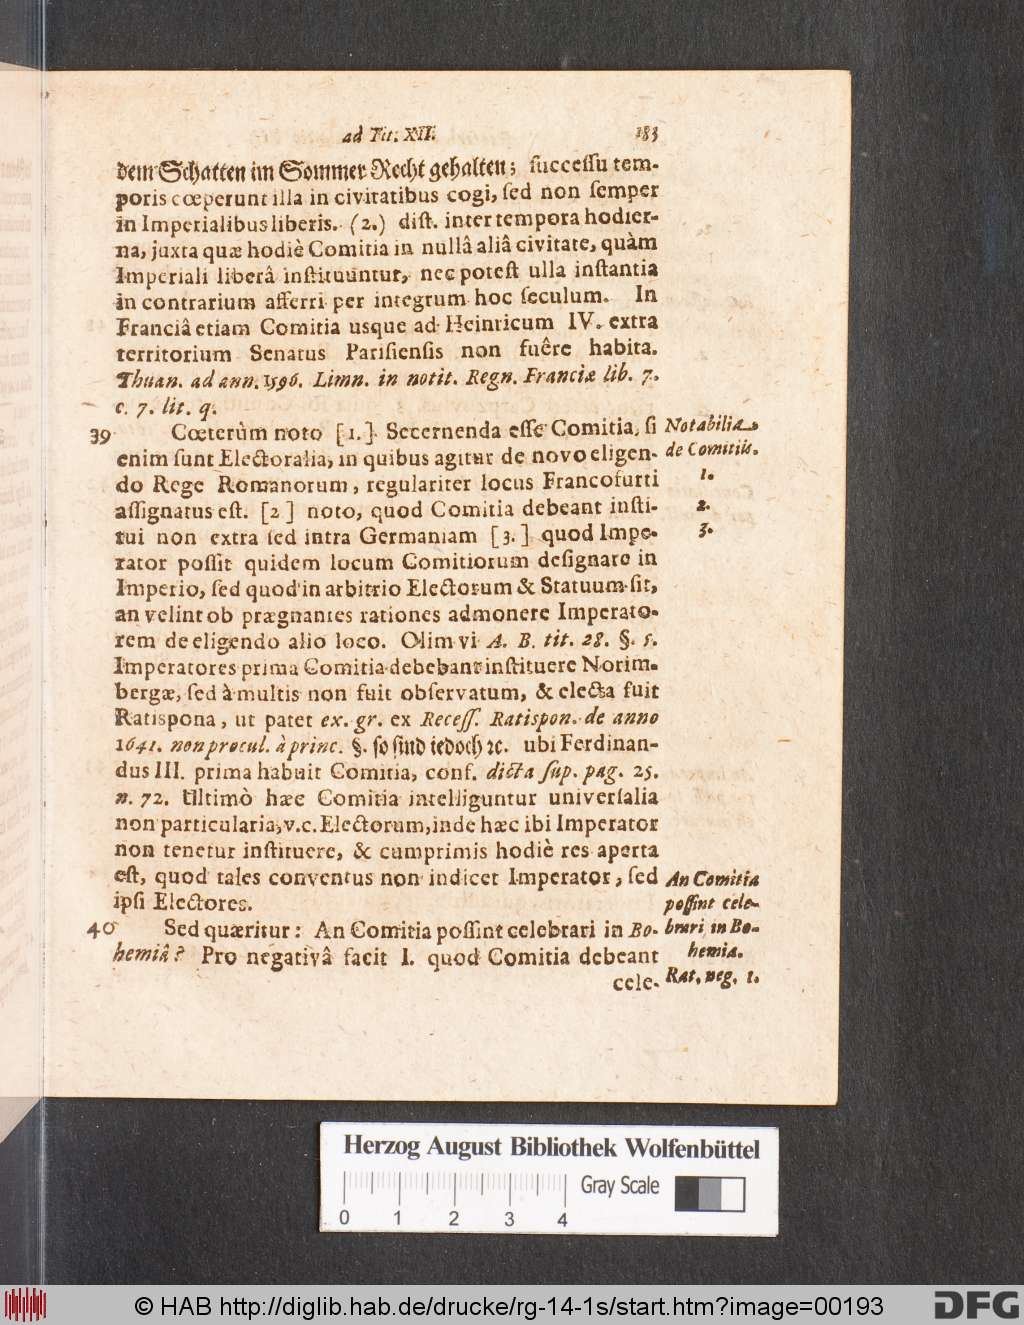 ad Tit. XII. 183
dem Schatten im Sommer Recht gehalten; ſucceſſu tem-
poris cœperunt illa in civitatibus cogi, ſed non ſemper
in Imperialibus liberis. (2.) diſt. inter tempora hodier-
na, juxta quæ hodiè Comitia in nullâ aliâ civitate, quàm
Imperiali liberâ inſtituuntur, nec poteſt ulla inſtantia
in contrarium afferri per integrum hoc ſeculum. In
Franciâ etiam Comitia usque ad Heinricum IV. extra
territorium Senatus Pariſienſis non fuêre habita.
Thuan. ad ann. 1596. Limn. in notit. Regn. Franciæ lib. 7.
c. 7. lit. q.
39 Cœterùm noto [1.] Secernenda eſſe Comitia, ſi
enim ſunt Electoralia, in quibus agitur de novo eligen-
do Rege Romanorum, regulariter locus Francofurti
aſſignatus eſt. [2] noto, quod Comitia debeant inſti-
tui non extra ſed intra Germaniam [3.] quod Impe-
rator poſſit quidem locum Comitiorum deſignare in
Imperio, ſed quod in arbitrio Electorum & Statuum ſit,
an velint ob prægnantes rationes admonere Imperato-
rem de eligendo alio loco. Olim vi A. B. tit. 28. §. 5.
Imperatores prima Comitia debebant inſtituere Norim-
bergæ, ſed à multis non fuit obſervatum, & electa fuit
Ratispona, ut patet ex. gr. ex Receſſ. Ratispon. de anno
1641. non procul. à princ. §. ſo ſind iedoch ꝛc. ubi Ferdinan-
dus III. prima habuit Comitia, conf. dicta ſup. pag. 25.
n. 72. Ultimò hæc Comitia intelliguntur univerſalia
non particularia, v.c. Electorum, inde hæc ibi Imperator
non tenetur inſtituere, & cumprimis hodiè res aperta
eſt, quod tales conventus non indicet Imperator, ſed
ipſi Electores.
40 Sed quæritur: An Comitia poſſint celebrari in Bo-
hemiâ? Pro negativâ facit I. quod Comitia debeant
cele-
Notabilia
de Comitiis.
1.
2.
3.
An Comitia
poſſint cele-
brari in Bo-
hemia.
Rat. neg. 1.
Herzog August Bibliothek Wolfenbüttel
Gray Scale
0 1 2 3 4
© HAB http://diglib.hab.de/drucke/rg-14-1s/start.htm?image=00193
DFG